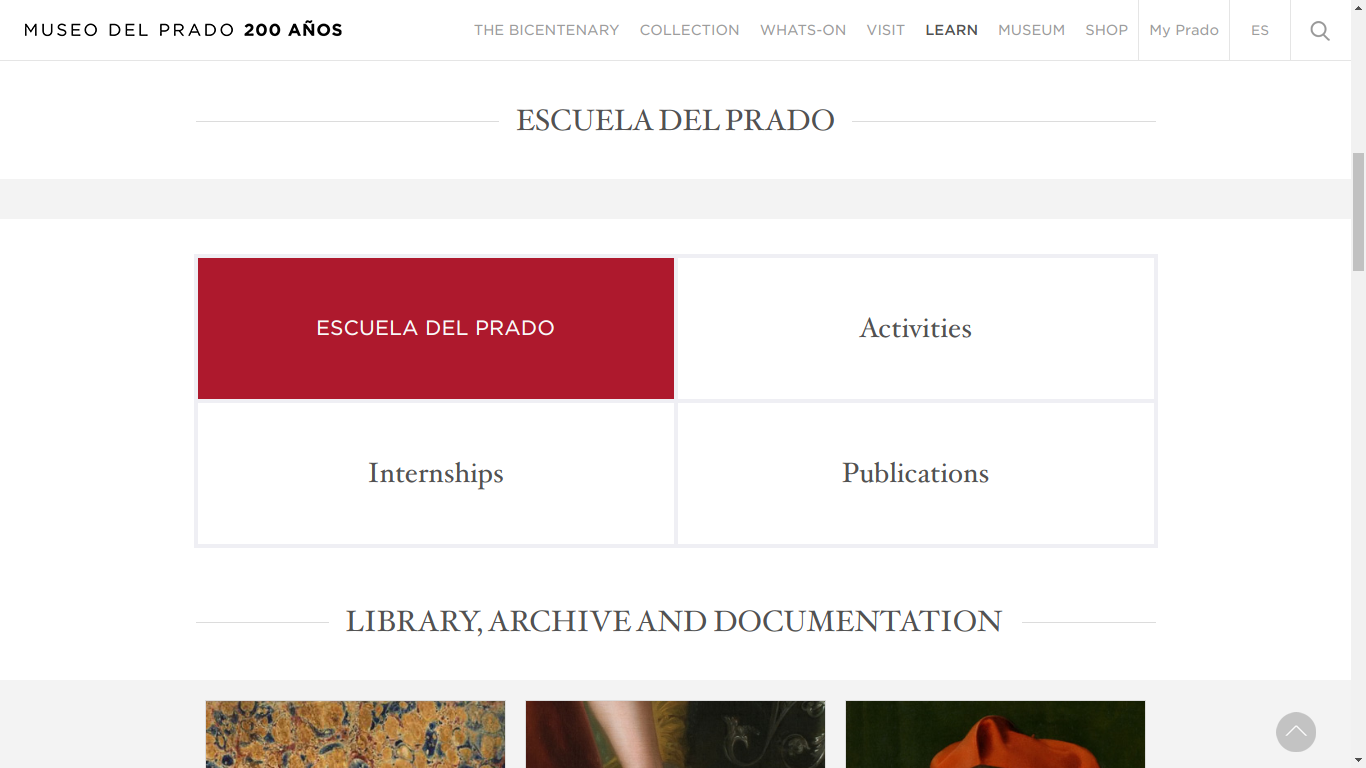 MUSEO DEL PRADO 200 AÑOS
THE BICENTENARY COLLECTION WHATS-ON VISIT LEARN MUSEUM SHOP My Prado ES
ESCUELA DEL PRADO
ESCUELA DEL PRADO
Activities
Internships
Publications
LIBRARY, ARCHIVE AND DOCUMENTATION